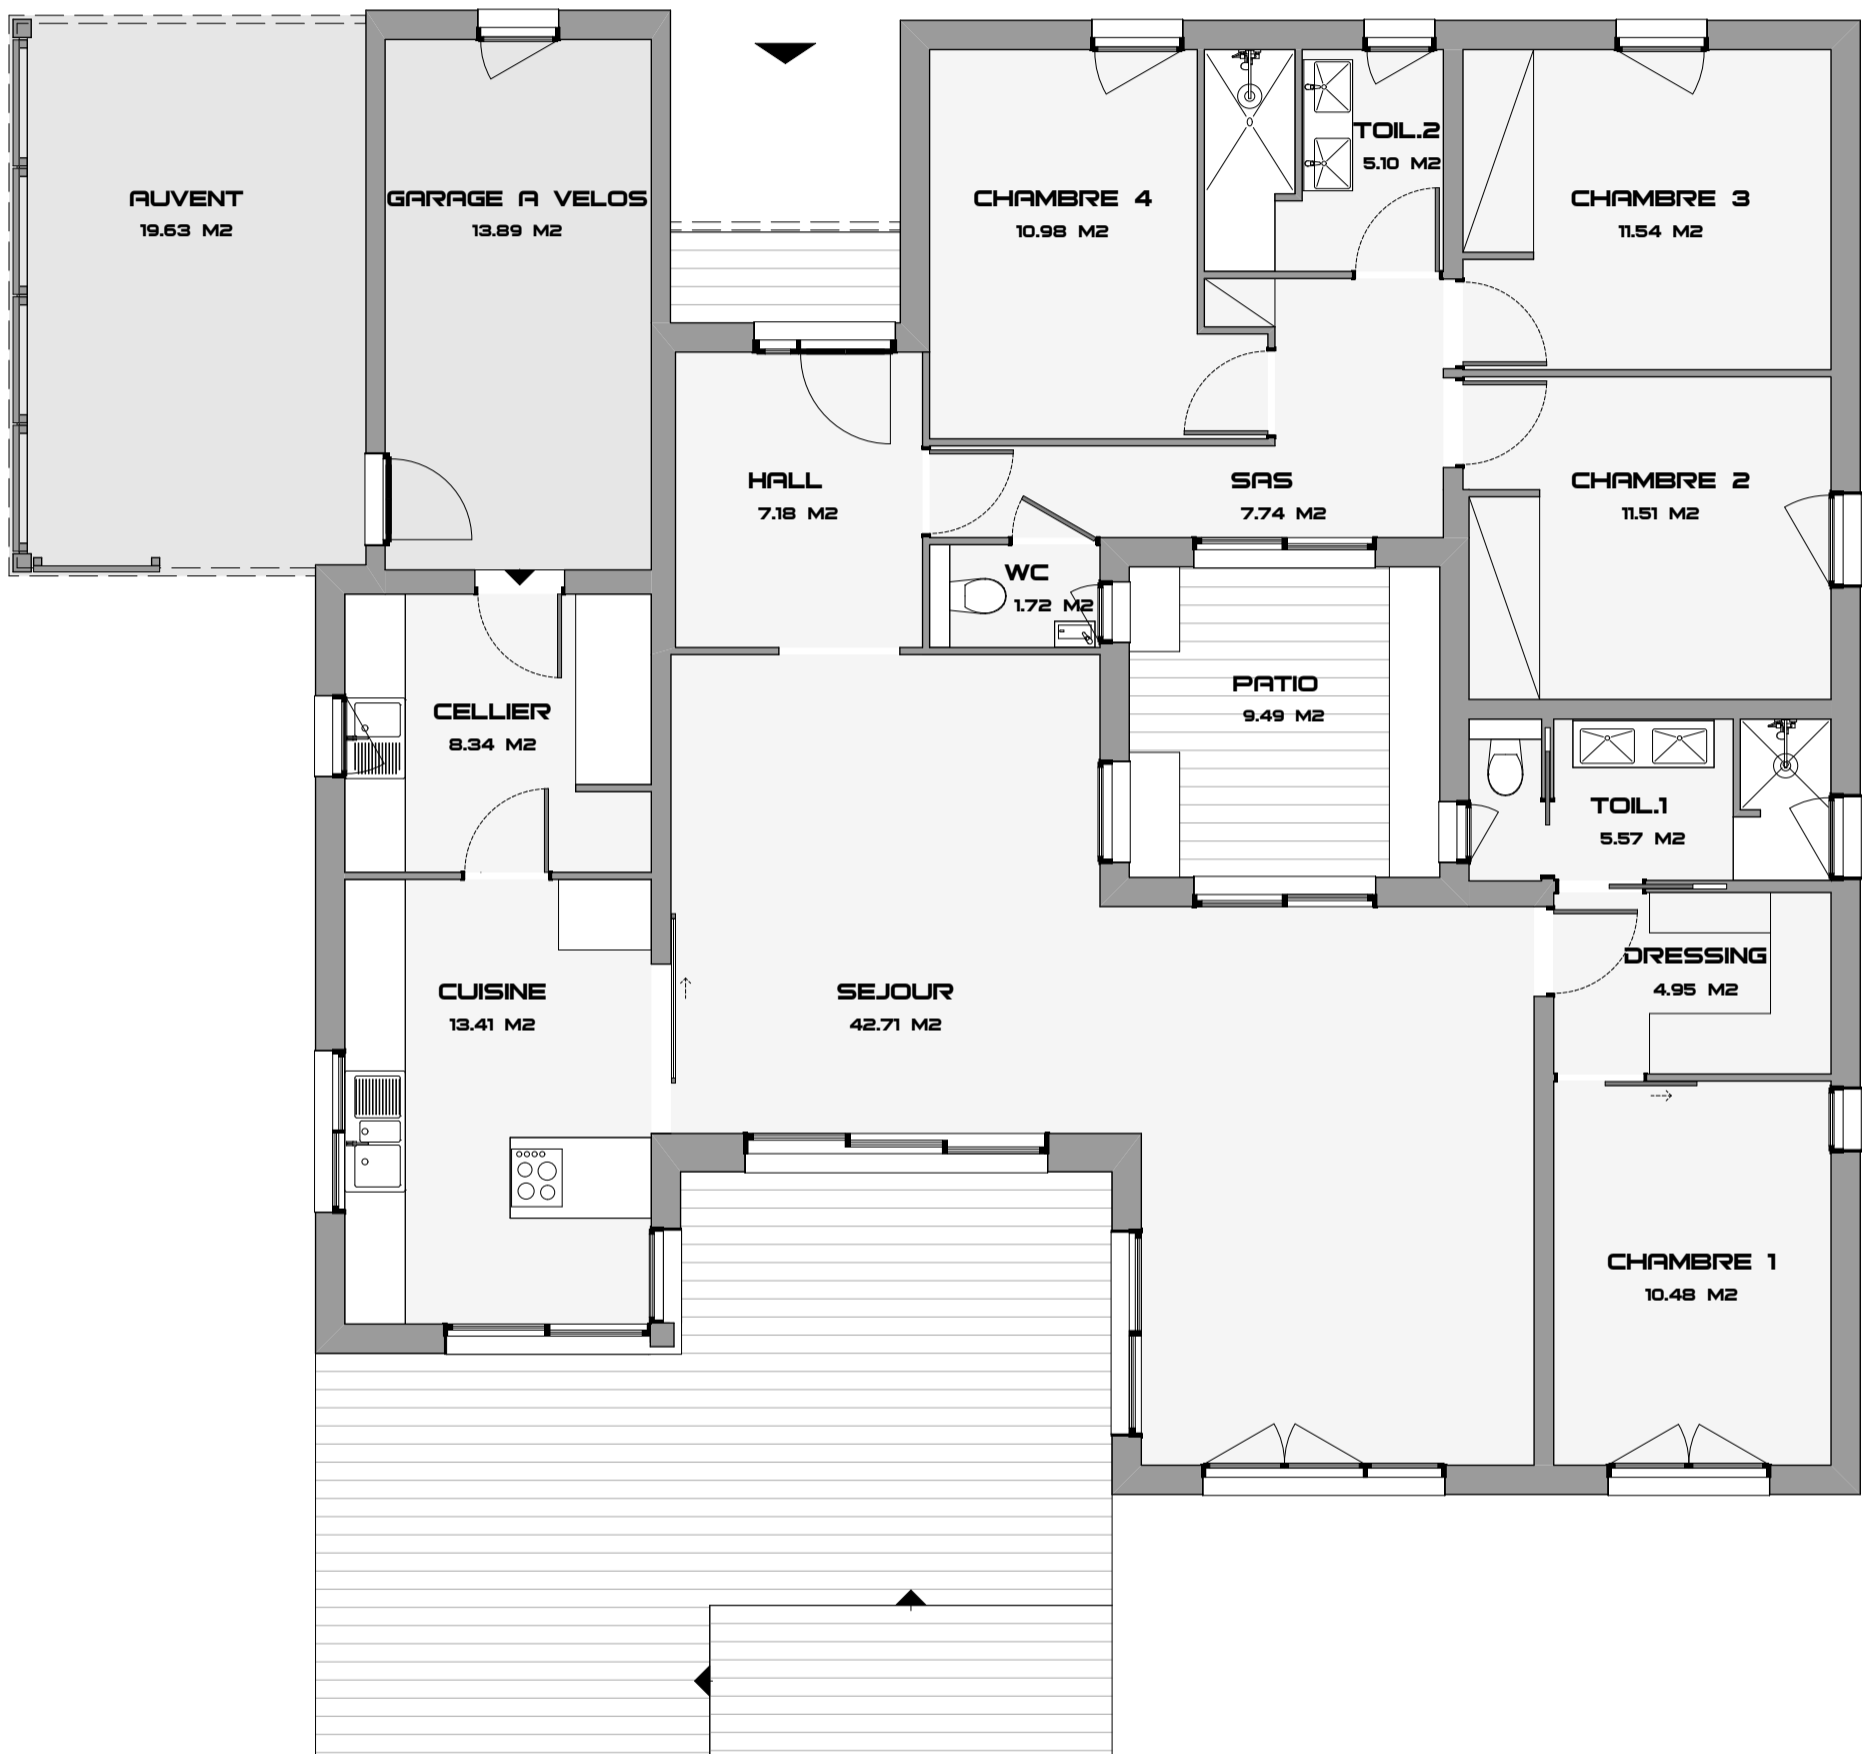 AUVENT
19.63 M2
GARAGE A VELOS
13.89 M2
CHAMBRE 4
10.98 M2
TOIL.2
5.10 M2
CHAMBRE 3
11.54 M2
HALL
7.18 M2
SAS
7.74 M2
CHAMBRE 2
11.51 M2
WC
1.72 M2
PATIO
9.49 M2
CELLIER
8.34 M2
TOIL.1
5.57 M2
CUISINE
13.41 M2
SEJOUR
42.71 M2
DRESSING
4.95 M2
CHAMBRE 1
10.48 M2